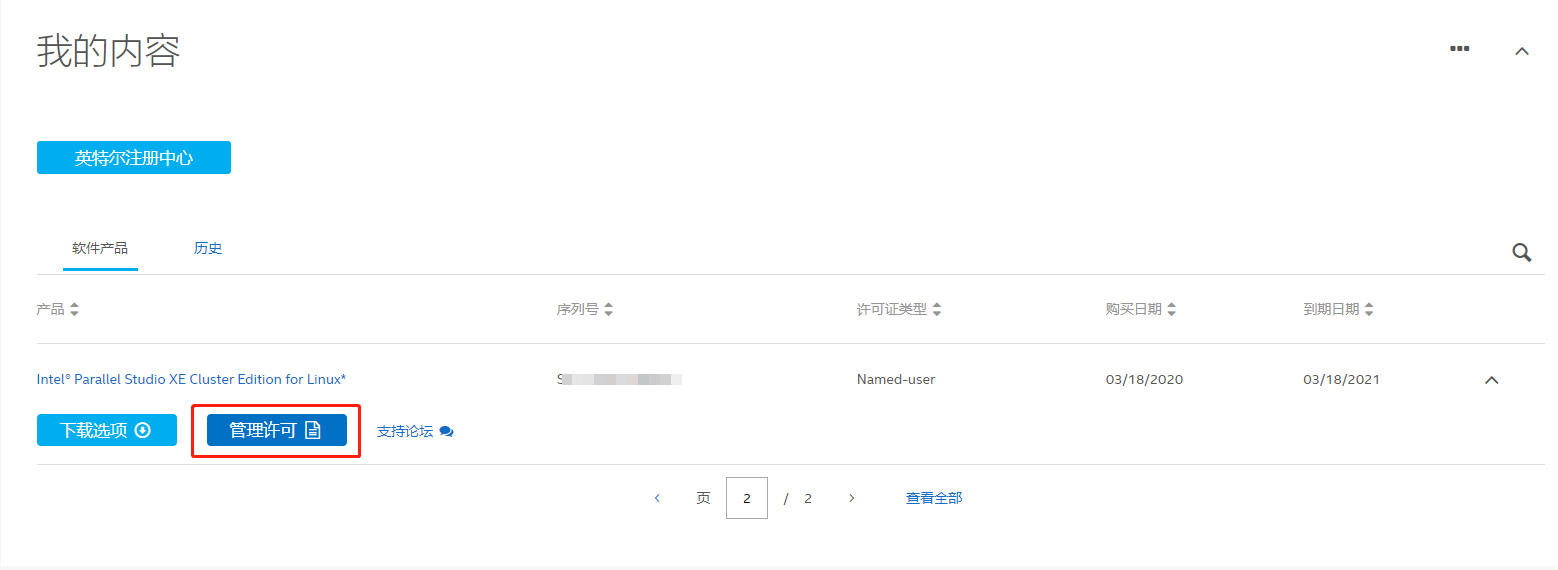 我的内容
英特尔注册中心
软件产品 历史
产品 序列号 许可证类型 购买日期 到期日期
Intel® Parallel Studio XE Cluster Edition for Linux* Named-user 03/18/2020 03/18/2021
下载选项 管理许可 支持论坛
‹ 页 2 / 2 › 查看全部